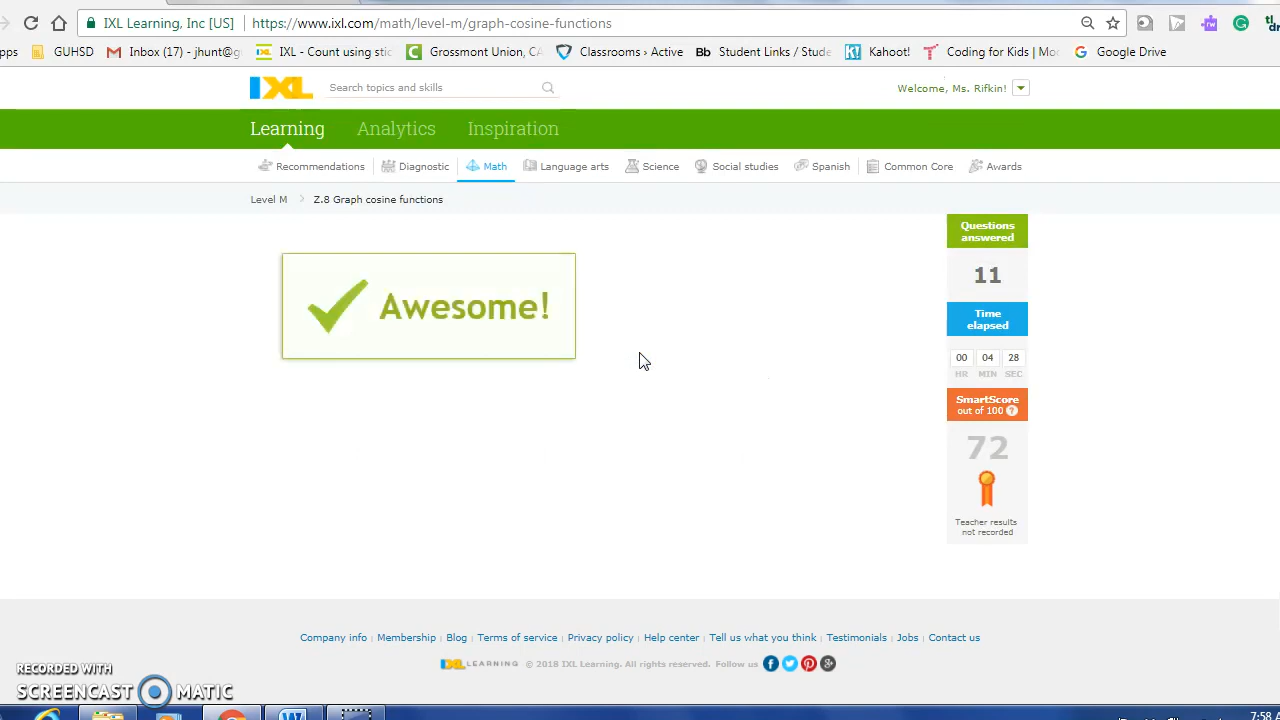 IXL Learning, Inc [US] https://www.ixl.com/math/level-m/graph-cosine-functions
GUHSD Inbox (17) - jhunt@g IXL - Count using stic Grossmont Union, CA Classrooms › Active Bb Student Links / Stude K! Kahoot! Caring for Kids | Mo Google Drive
IXL Search topics and skills Welcome, Ms. Rifkin!
Learning Analytics Inspiration
Recommendations Diagnostic Math Language arts Science Social studies Spanish Common Core Awards
Level M Z.8 Graph cosine functions
Questions
answered
11
Awesome!
Time
elapsed
00 04 28
HR MIN SEC
SmartScore
out of 100 ?
72
Teacher results
not recorded
Company info | Membership | Blog | Terms of service | Privacy policy | Help center | Tell us what you think | Testimonials | Jobs | Contact us
IXL LEARNING © 2018 IXL Learning. All rights reserved. Follow us
RECORDED WITH
SCREENCAST MATIC